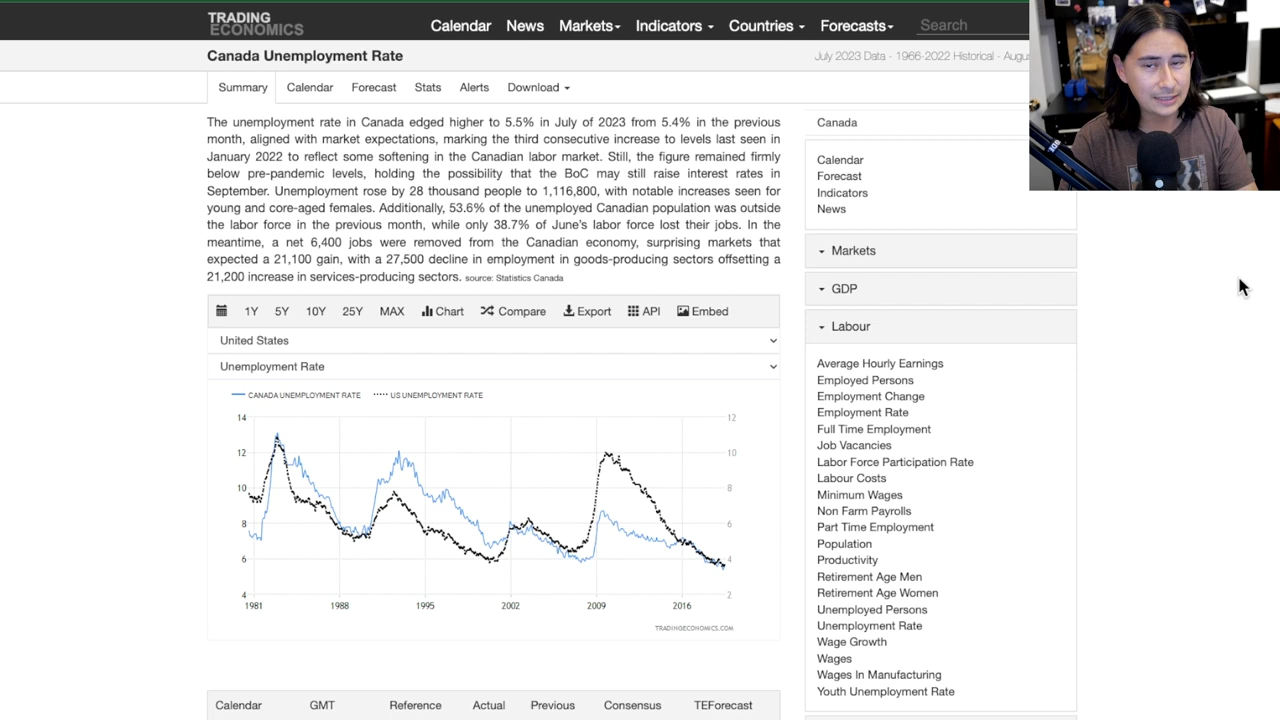 TRADING
ECONOMICS
Calendar News Markets Indicators Countries Forecasts Search
Canada Unemployment Rate
July 2023 Data - 1966-2022 Historical -
Summary Calendar Forecast Stats Alerts Download
The unemployment rate in Canada edged higher to 5.5% in July of 2023 from 5.4% in the previous
month, aligned with market expectations, marking the third consecutive increase to levels last seen in
January 2022 to reflect some softening in the Canadian labor market. Still, the figure remained firmly
below pre-pandemic levels, holding the possibility that the BoC may still raise interest rates in
September. Unemployment rose by 28 thousand people to 1,116,800, with notable increases seen for
young and core-aged females. Additionally, 53.6% of the unemployed Canadian population was outside
the labor force in the previous month, while only 38.7% of June's labor force lost their jobs. In the
meantime, a net 6,400 jobs were removed from the Canadian economy, surprising markets that
expected a 21,100 gain, with a 27,500 decline in employment in goods-producing sectors offsetting a
21,200 increase in services-producing sectors. source: Statistics Canada
1Y 5Y 10Y 25Y MAX Chart Compare Export API Embed
United States
Unemployment Rate
CANADA UNEMPLOYMENT RATE US UNEMPLOYMENT RATE
14 12
12 10
10 8
8 6
6 4
4 2
1981 1988 1995 2002 2009 2016
TRADINGECONOMICS.COM
Calendar GMT Reference Actual Previous Consensus TEForecast
Canada
Calendar
Forecast
Indicators
News
Markets
GDP
Labour
Average Hourly Earnings
Employed Persons
Employment Change
Employment Rate
Full Time Employment
Job Vacancies
Labor Force Participation Rate
Labour Costs
Minimum Wages
Non Farm Payrolls
Part Time Employment
Population
Productivity
Retirement Age Men
Retirement Age Women
Unemployed Persons
Unemployment Rate
Wage Growth
Wages
Wages In Manufacturing
Youth Unemployment Rate